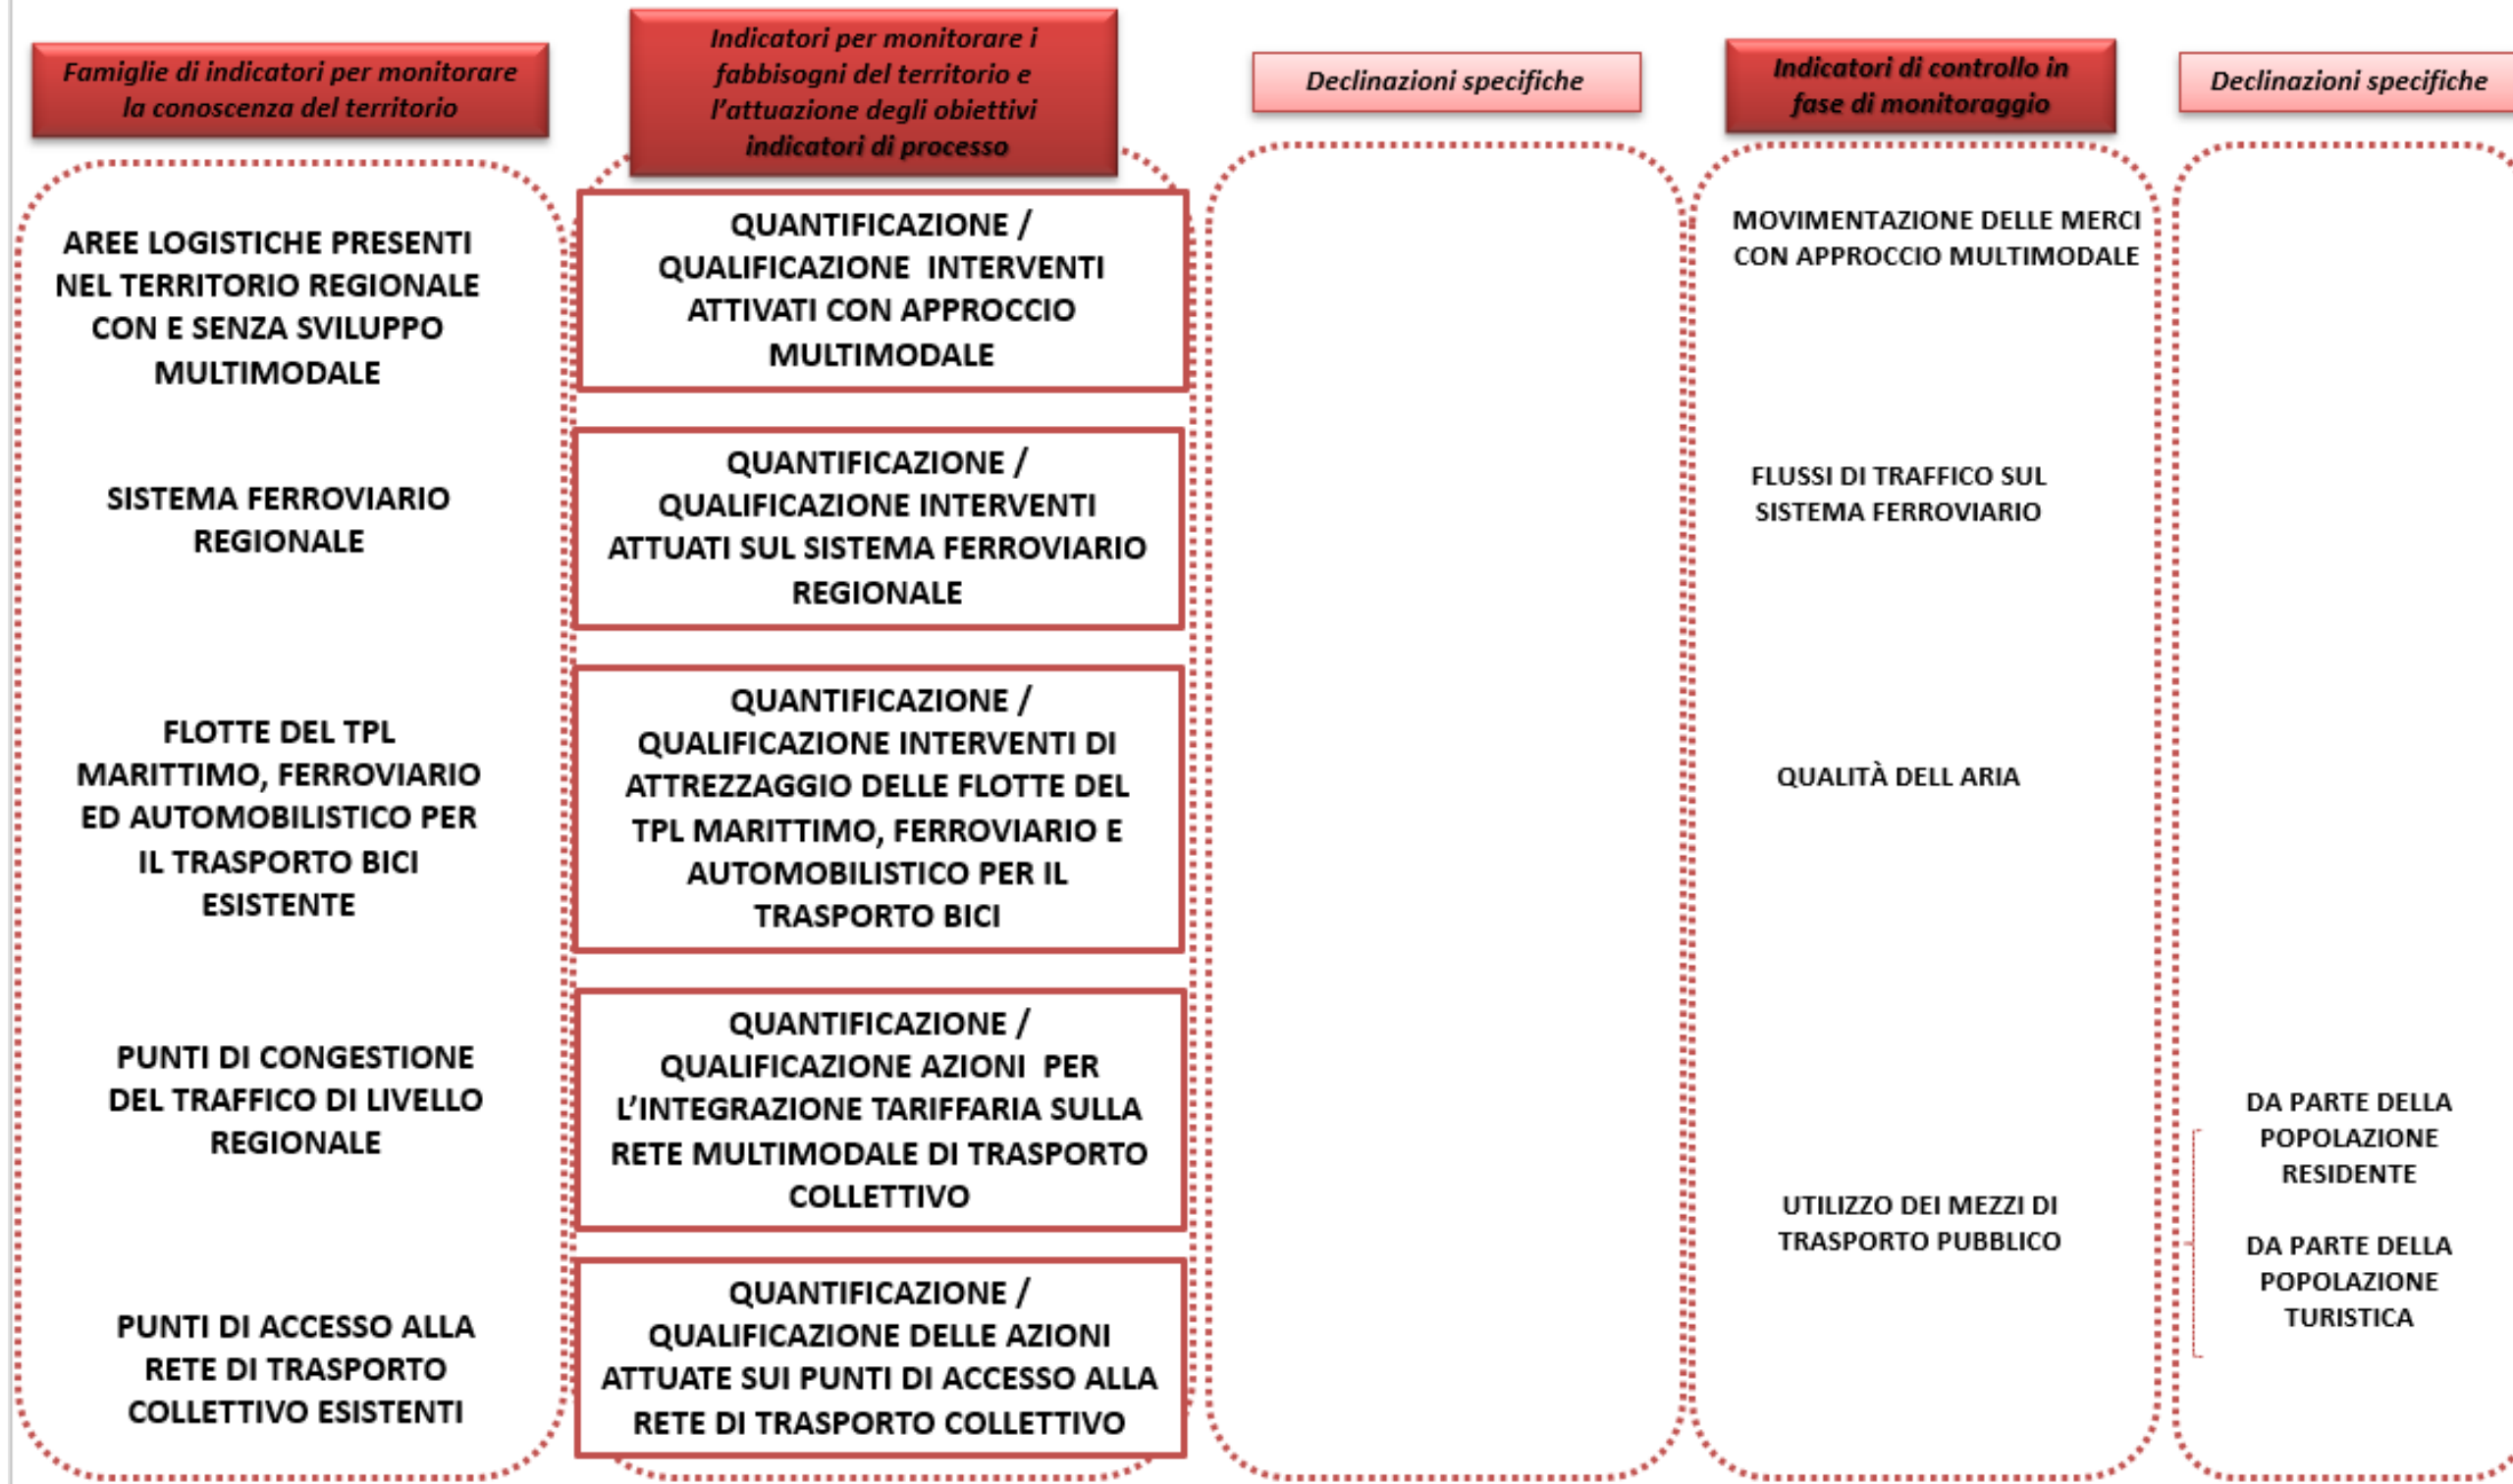 Famiglie di indicatori per monitorare
la conoscenza del territorio
AREE LOGISTICHE PRESENTI
NEL TERRITORIO REGIONALE
CON E SENZA SVILUPPO
MULTIMODALE
SISTEMA FERROVIARIO
REGIONALE
FLOTTE DEL TPL
MARITTIMO, FERROVIARIO
ED AUTOMOBILISTICO PER
IL TRASPORTO BICI
ESISTENTE
PUNTI DI CONGESTIONE
DEL TRAFFICO DI LIVELLO
REGIONALE
PUNTI DI ACCESSO ALLA
RETE DI TRASPORTO
COLLETTIVO ESISTENTI
Indicatori per monitorare i
fabbisogni del territorio e
l’attuazione degli obiettivi
indicatori di processo
QUANTIFICAZIONE /
QUALIFICAZIONE INTERVENTI
ATTIVATI CON APPROCCIO
MULTIMODALE
QUANTIFICAZIONE /
QUALIFICAZIONE INTERVENTI
ATTUATI SUL SISTEMA FERROVIARIO
REGIONALE
QUANTIFICAZIONE /
QUALIFICAZIONE INTERVENTI DI
ATTREZZAGGIO DELLE FLOTTE DEL
TPL MARITTIMO, FERROVIARIO E
AUTOMOBILISTICO PER IL
TRASPORTO BICI
QUANTIFICAZIONE /
QUALIFICAZIONE AZIONI PER
L’INTEGRAZIONE TARIFFARIA SULLA
RETE MULTIMODALE DI TRASPORTO
COLLETTIVO
QUANTIFICAZIONE /
QUALIFICAZIONE DELLE AZIONI
ATTUATE SUI PUNTI DI ACCESSO ALLA
RETE DI TRASPORTO COLLETTIVO
Declinazioni specifiche
Indicatori di controllo in
fase di monitoraggio
MOVIMENTAZIONE DELLE MERCI
CON APPROCCIO MULTIMODALE
FLUSSI DI TRAFFICO SUL
SISTEMA FERROVIARIO
QUALITÀ DELL ARIA
UTILIZZO DEI MEZZI DI
TRASPORTO PUBBLICO
Declinazioni specifiche
DA PARTE DELLA
POPOLAZIONE
RESIDENTE
DA PARTE DELLA
POPOLAZIONE
TURISTICA